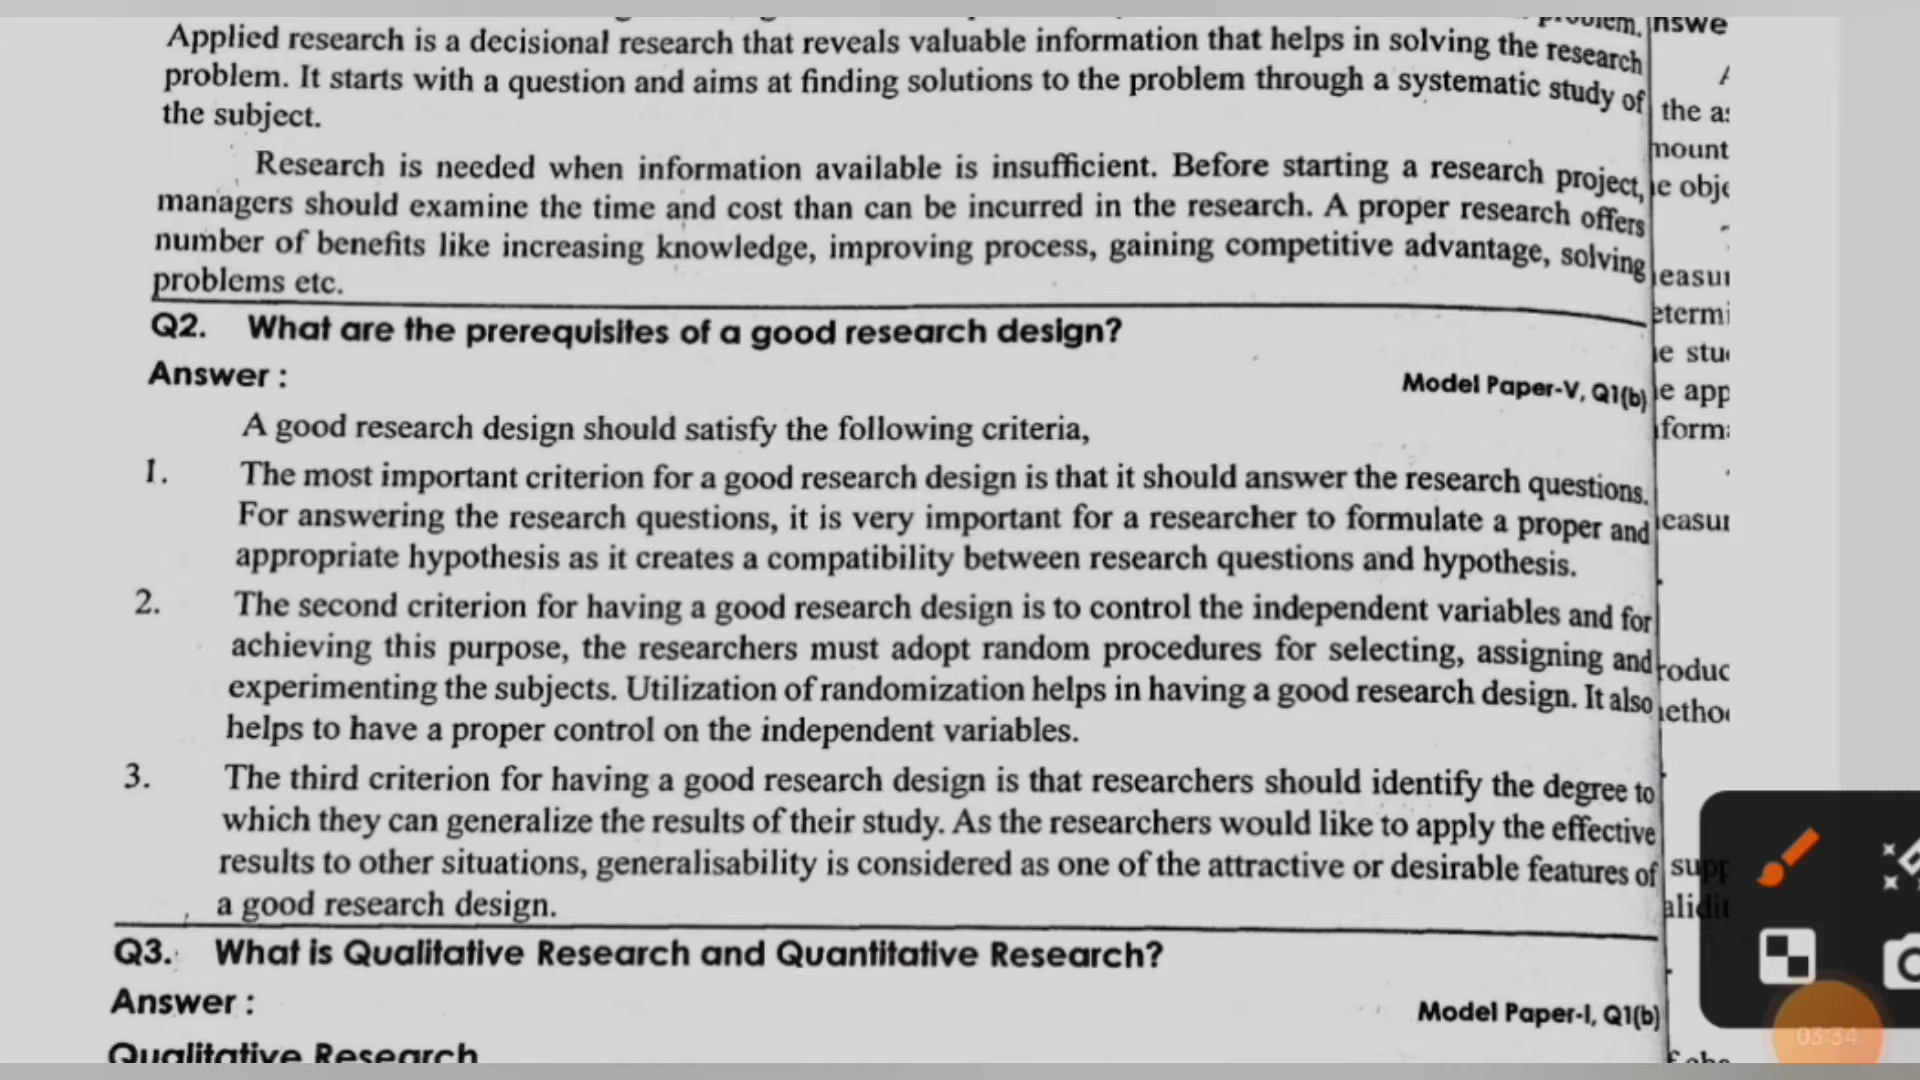 problem.
Applied research is a decisional research that reveals valuable information that helps in solving the research
problem. It starts with a question and aims at finding solutions to the problem through a systematic study of
the subject.
Research is needed when information available is insufficient. Before starting a research project,
managers should examine the time and cost than can be incurred in the research. A proper research offers
number of benefits like increasing knowledge, improving process, gaining competitive advantage, solving
problems etc.
Q2. What are the prerequisites of a good research design?
Answer :
Model Paper-V, Q1(b)
A good research design should satisfy the following criteria,
1. The most important criterion for a good research design is that it should answer the research questions.
For answering the research questions, it is very important for a researcher to formulate a proper and
appropriate hypothesis as it creates a compatibility between research questions and hypothesis.
2. The second criterion for having a good research design is to control the independent variables and for
achieving this purpose, the researchers must adopt random procedures for selecting, assigning and
experimenting the subjects. Utilization of randomization helps in having a good research design. It also
helps to have a proper control on the independent variables.
3. The third criterion for having a good research design is that researchers should identify the degree to
which they can generalize the results of their study. As the researchers would like to apply the effective
results to other situations, generalisability is considered as one of the attractive or desirable features of
a good research design.
Q3. What is Qualitative Research and Quantitative Research?
Answer :
Model Paper-I, Q1(b)
Qualitative Research
the
03:34